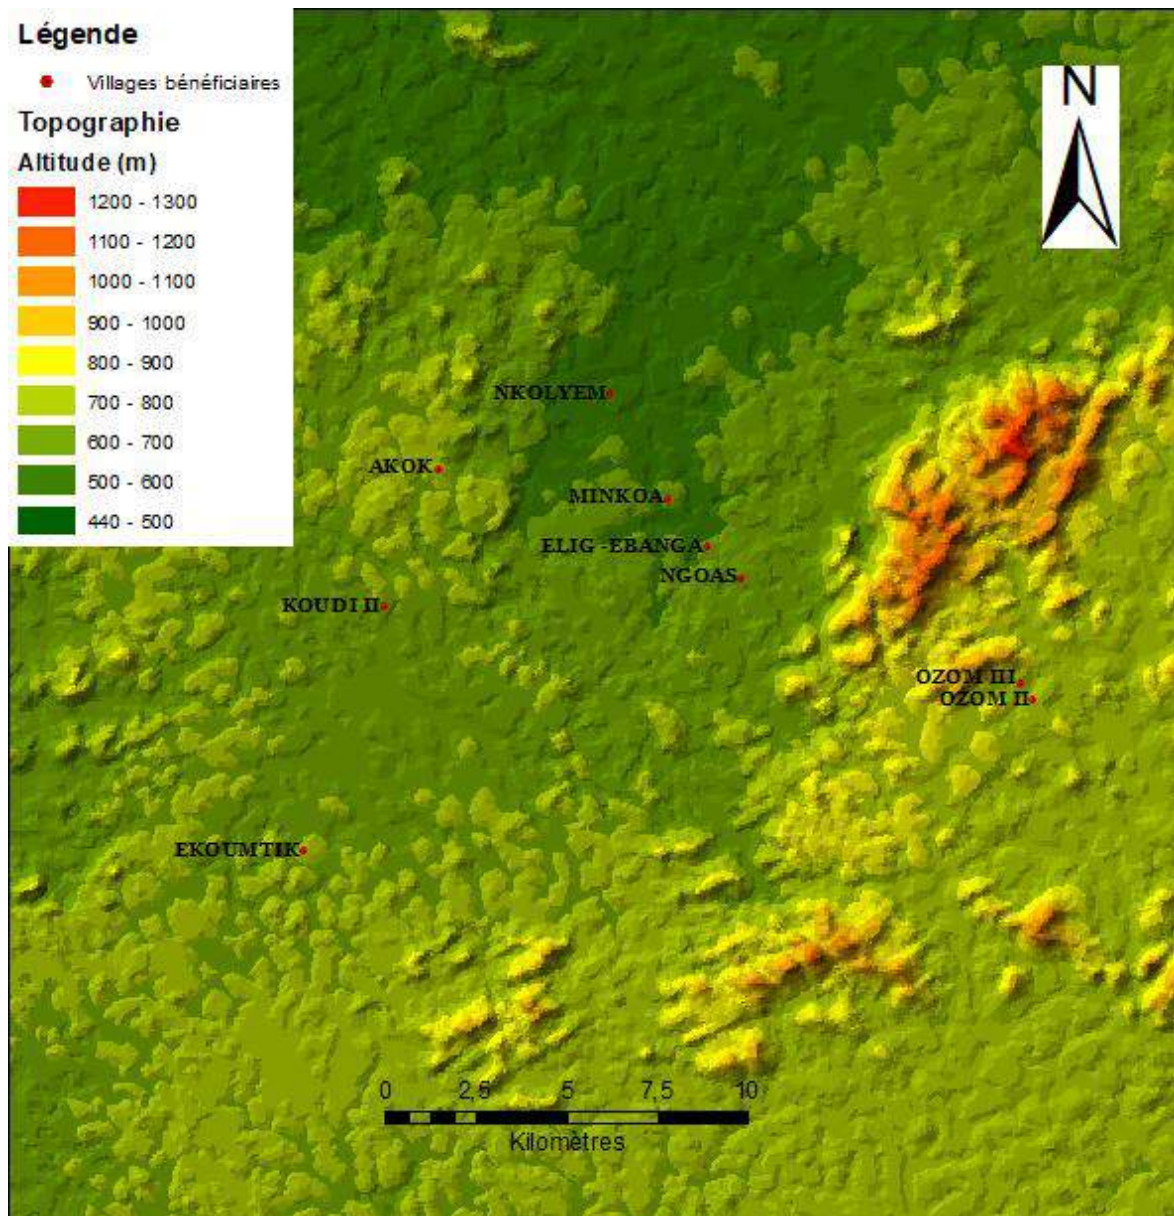 Légende
Villages bénéficiaires
Topographie
Altitude (m)
1200 - 1300
1100 - 1200
1000 - 1100
900 - 1000
800 - 900
700 - 800
600 - 700
500 - 600
440 - 500
N
NKOLYEM
AKOK
MINKOA
ELIG -EBANGA
NGOAS
KOUDI II
OZOM III
OZOM II
EKOUMTIK
0 2,5 5 7,5 10
Kilomètres